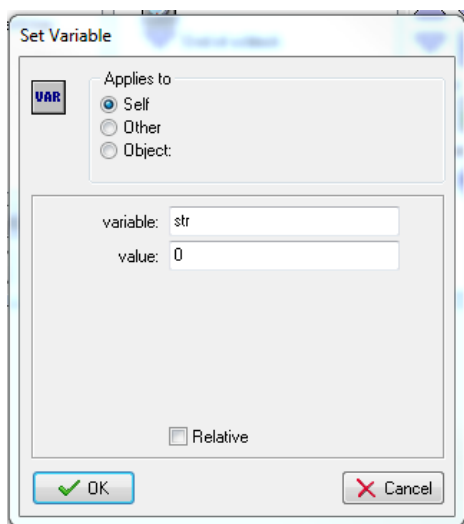 Set Variable
Applies to
VAR
Self
Other
Object:
variable: str
value: 0
Relative
OK
Cancel